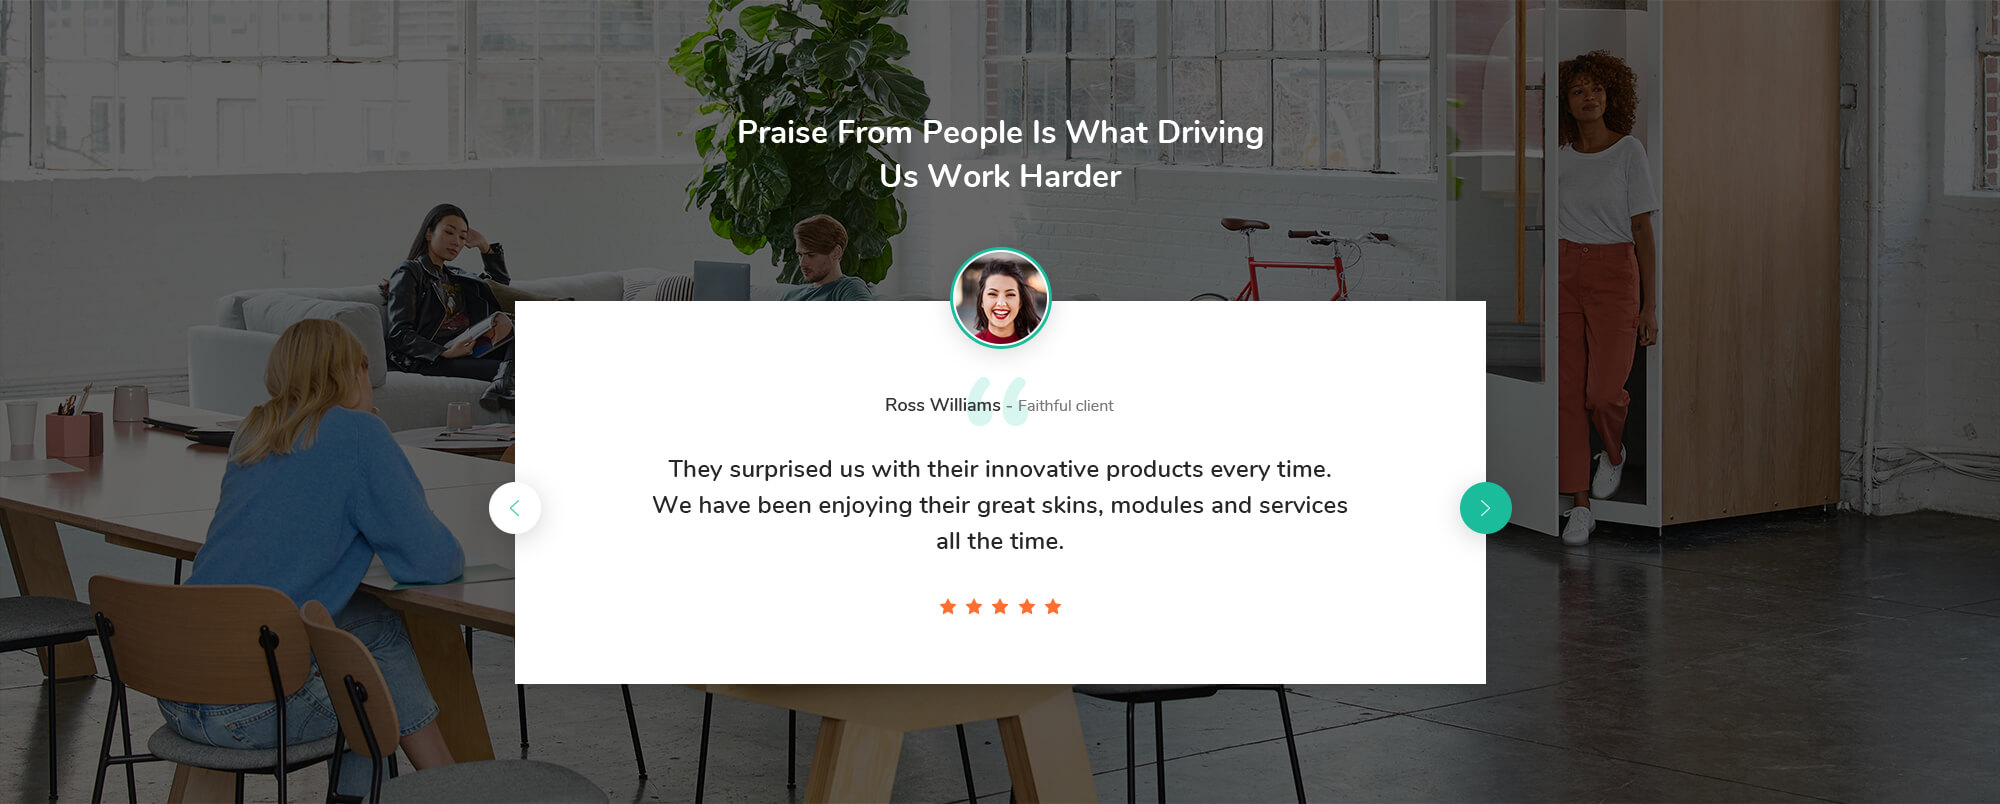 Praise From People Is What Driving
Us Work Harder
Ross Williams - Faithful client
They surprised us with their innovative products every time.
We have been enjoying their great skins, modules and services
all the time.